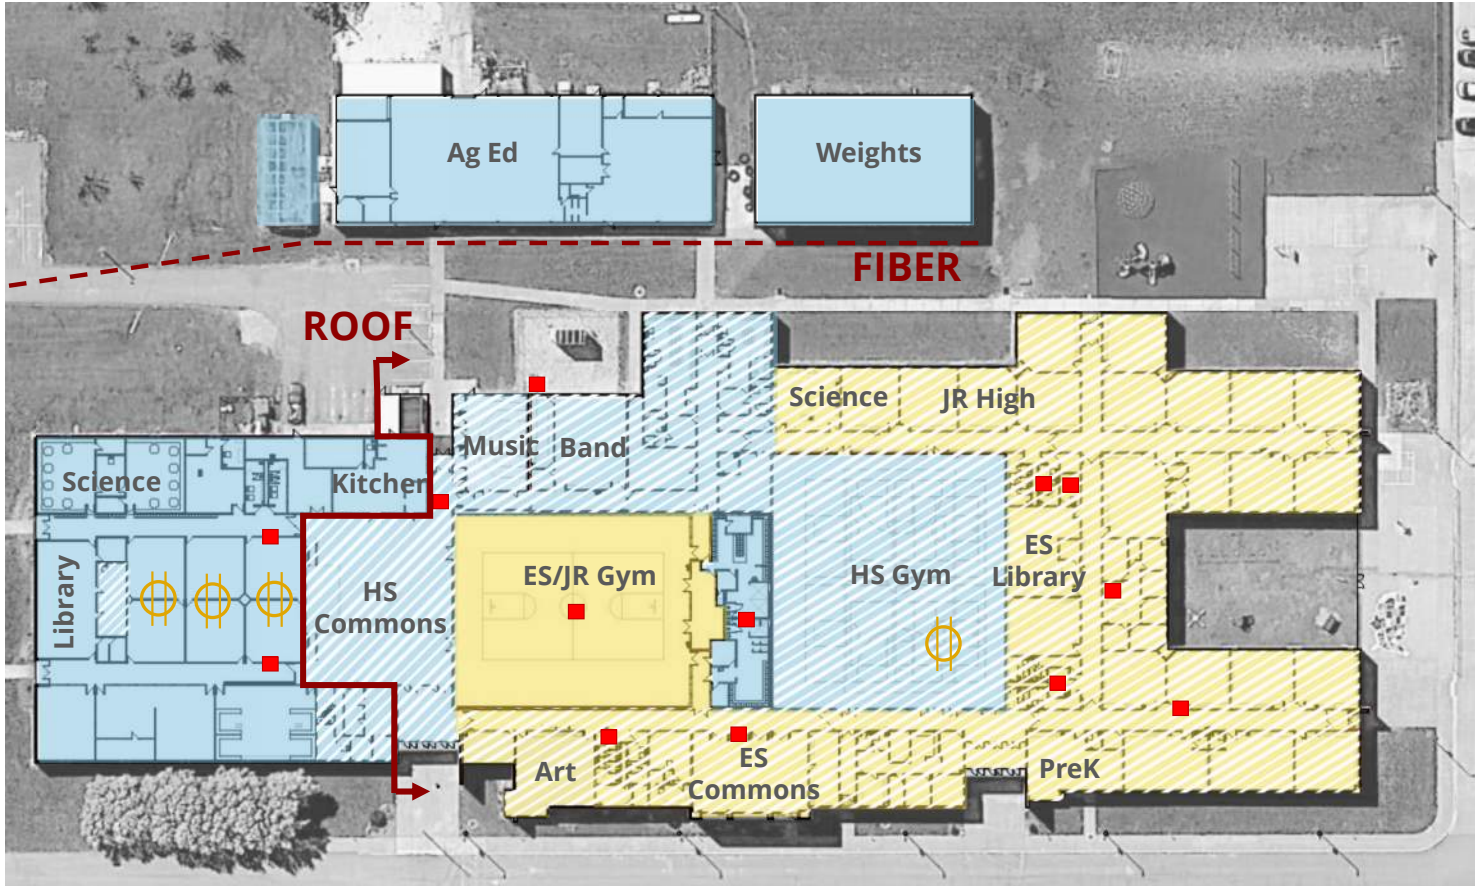 Ag Ed
Weights
FIBER
ROOF
Science
JR High
Music
Band
Science
Kitchen
ES/JR Gym
HS Gym
ES
Library
Library
HS
Commons
Art
ES
Commons
PreK